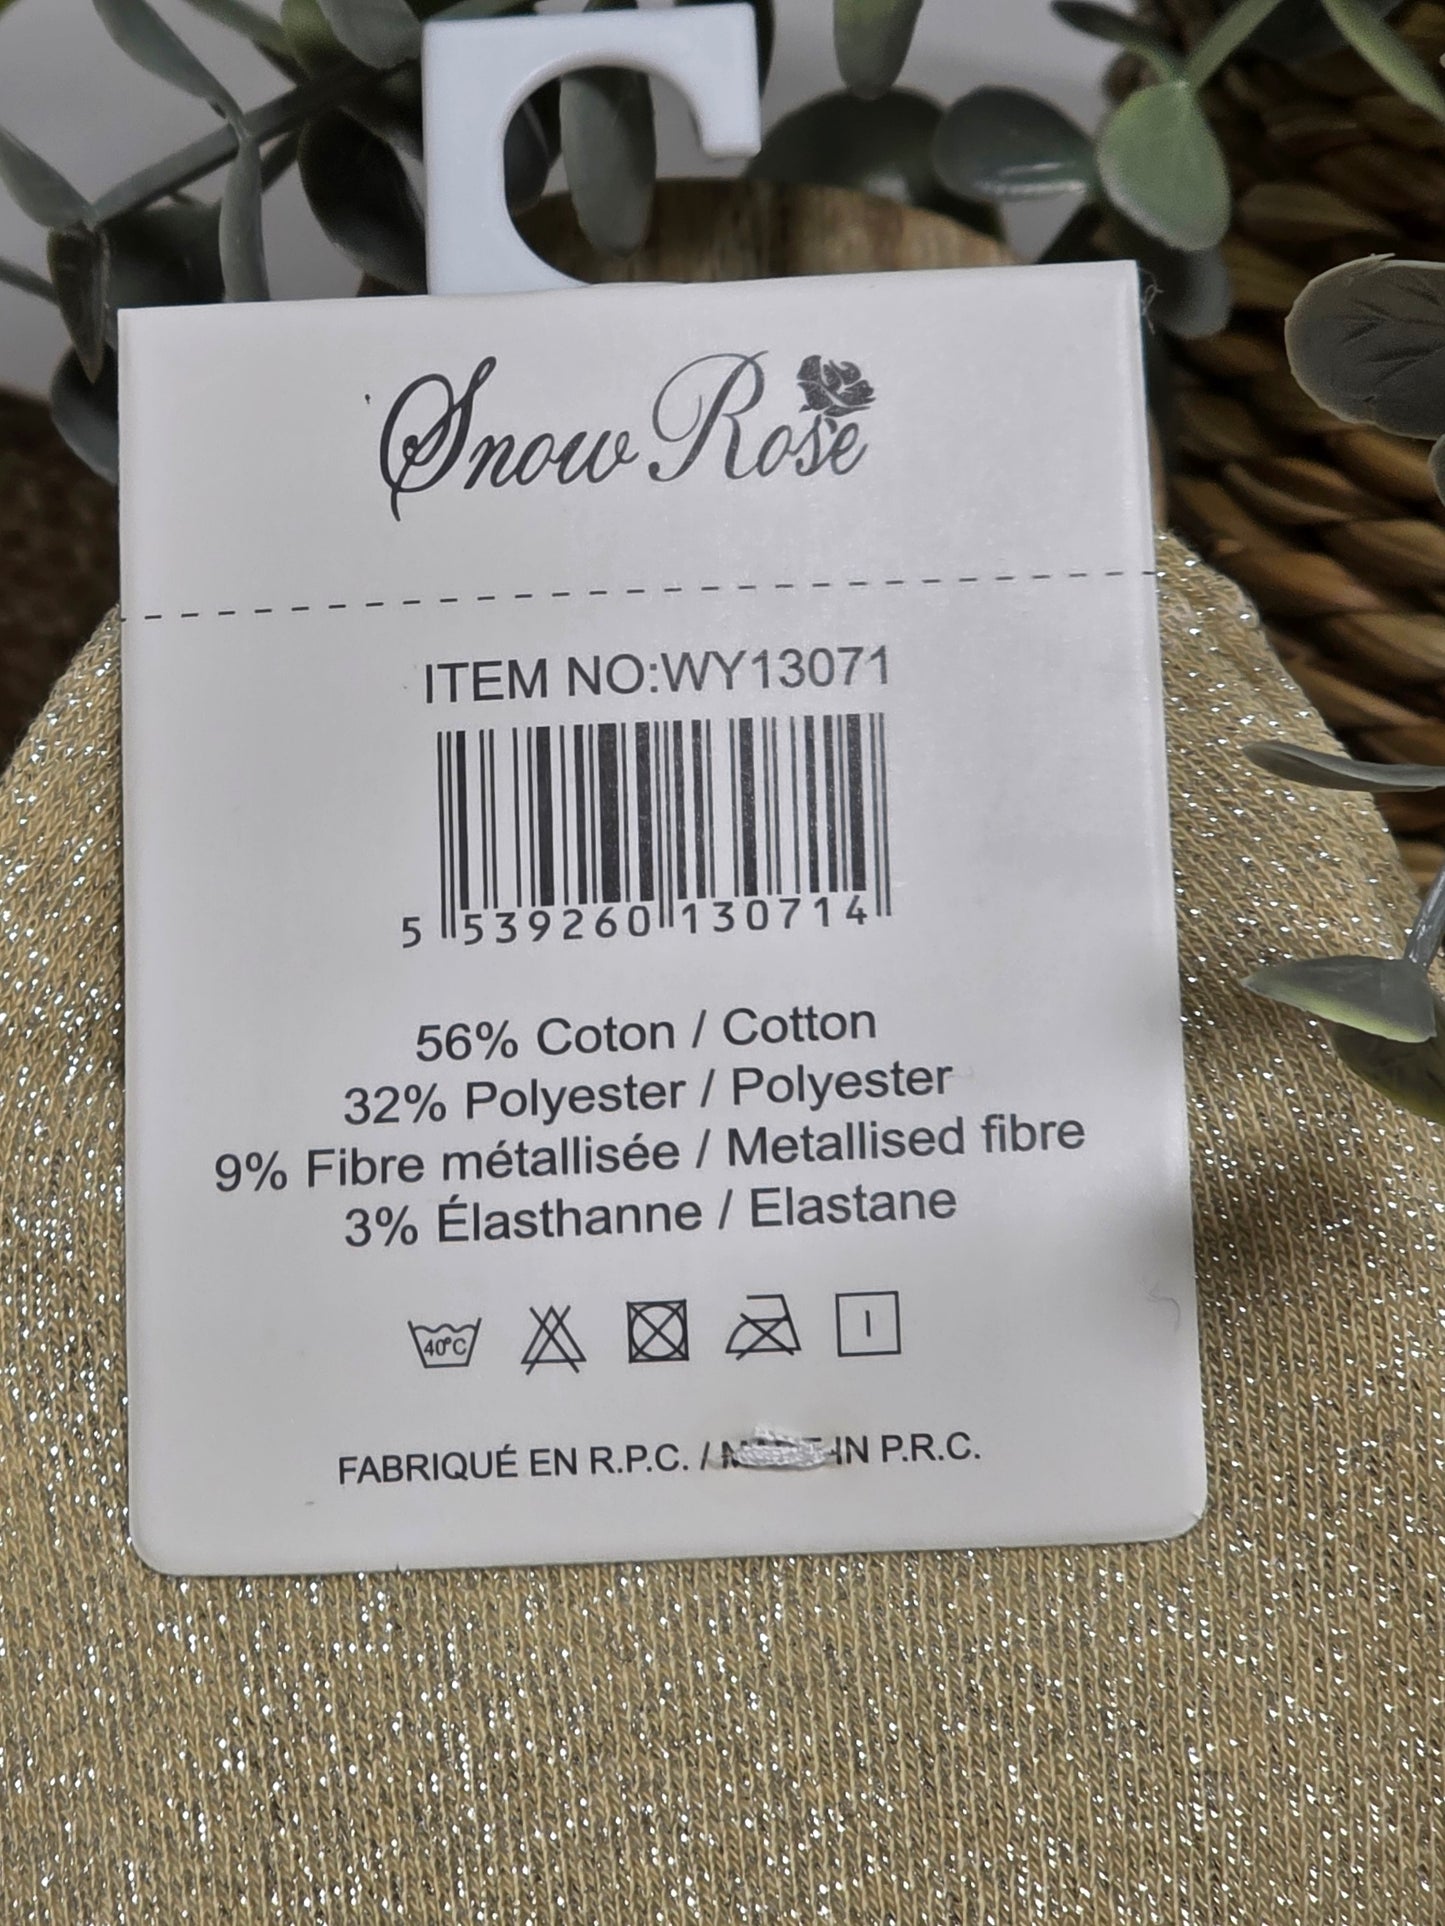 Snow Rose
ITEM NO:WY13071
5 539260 130714
56% Coton / Cotton
32% Polyester / Polyester
9% Fibre métallisée / Metallised fibre
3% Élasthanne / Elastane
40°C
FABRIQUÉ EN R.P.C. / IN P.R.C.